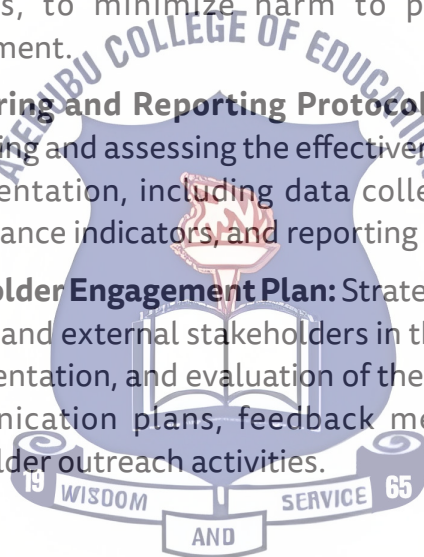 s, to minimize harm to p
ment.
ring and Reporting Protocol
ing and assessing the effectiver
entation, including data colle
ance indicators, and reporting
older Engagement Plan: Strate
and external stakeholders in th
entation, and evaluation of the
nication plans, feedback me
lder outreach activities.
COLLEGE OF EDUCATION
19 WISDOM AND SERVICE 65